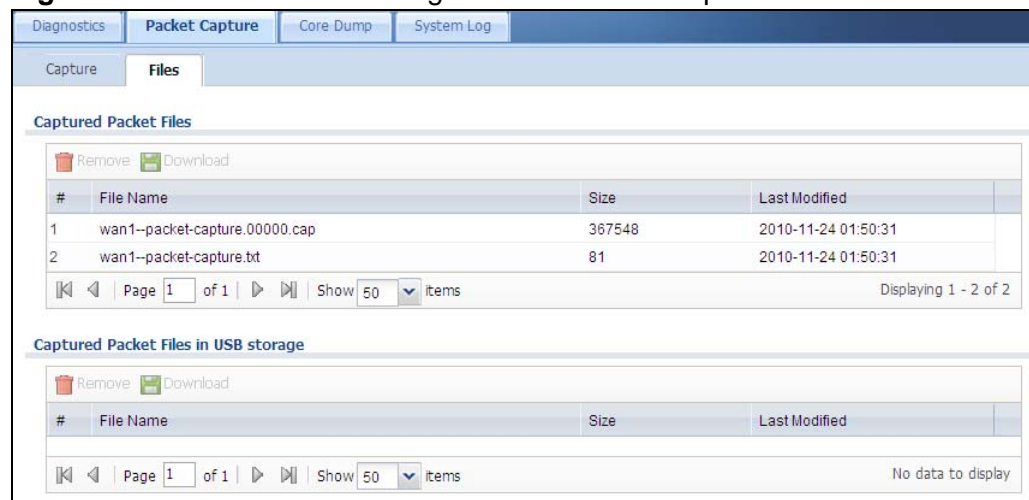 Diagnostics Packet Capture Core Dump System Log
Capture Files
Captured Packet Files
Remove Download
# File Name Size Last Modified
1 wan1--packet-capture.00000.cap 367548 2010-11-24 01:50:31
2 wan1--packet-capture.txt 81 2010-11-24 01:50:31
Page 1 of 1 Show 50 items Displaying 1 - 2 of 2
Captured Packet Files in USB storage
Remove Download
# File Name Size Last Modified
Page 1 of 1 Show 50 items No data to display